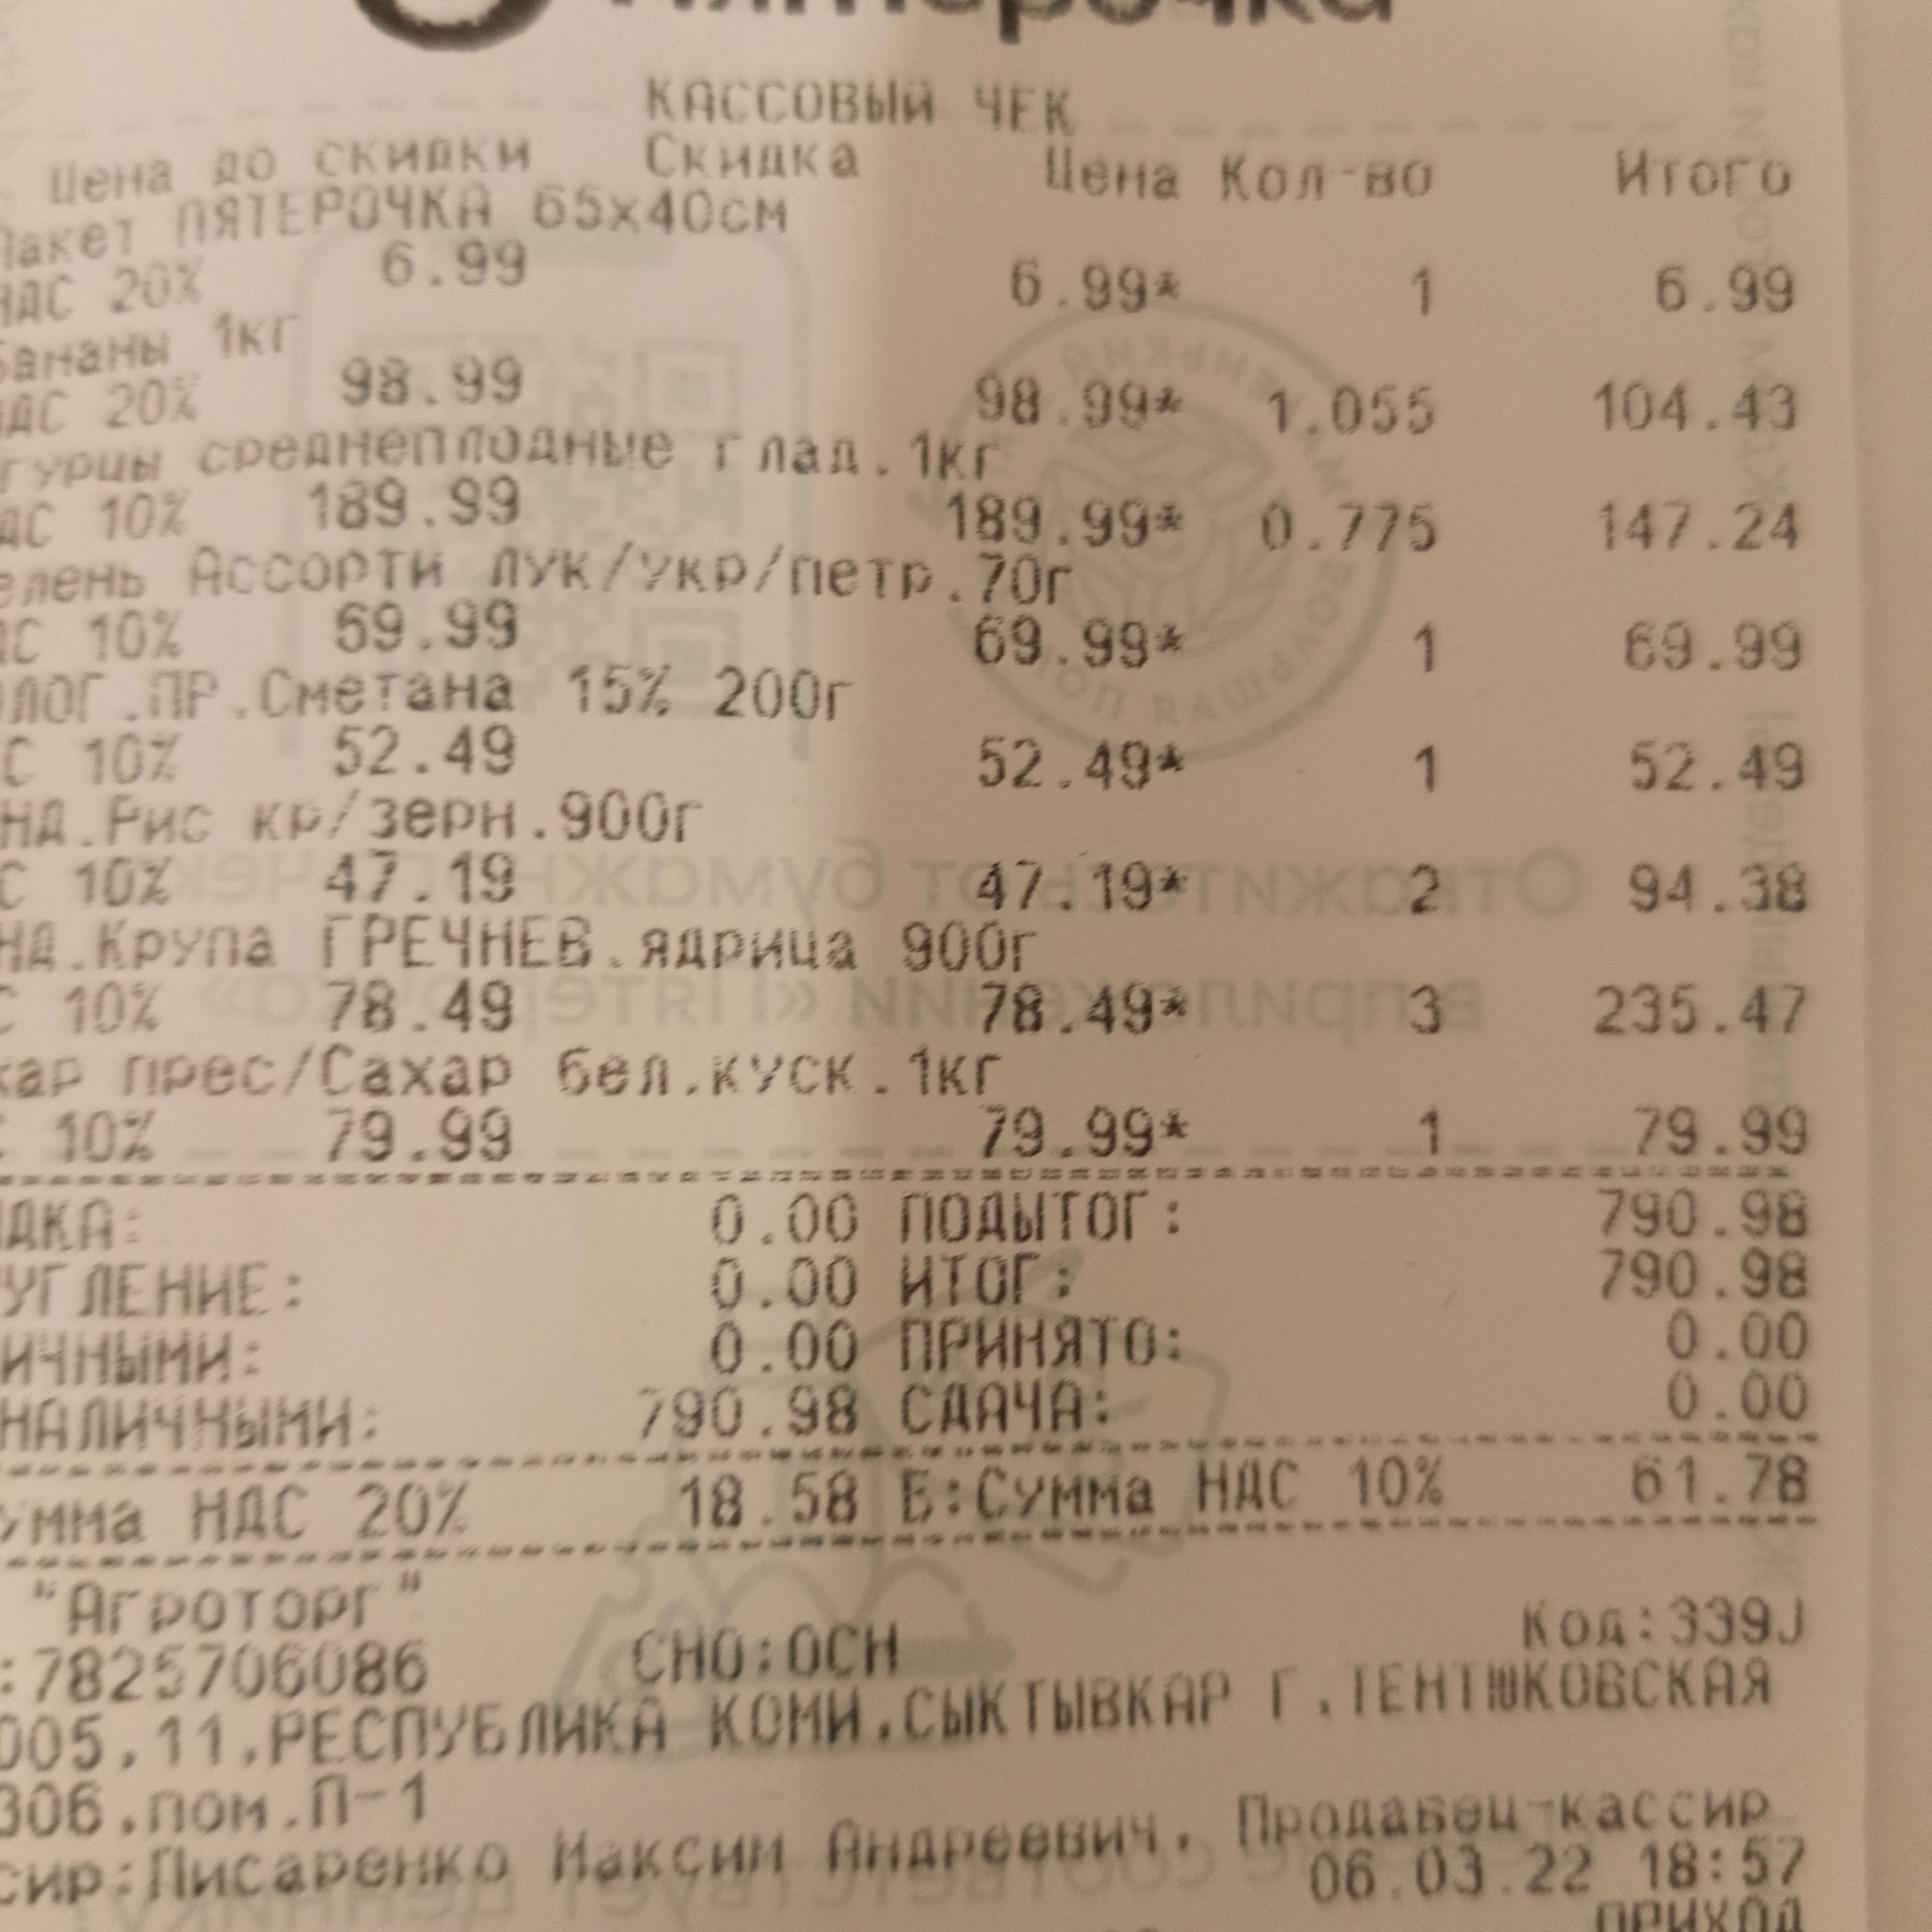 Пятерочка
КАССОВЫЙ ЧЕК
Цена до скидки Скидка Цена Кол-во Итого
Пакет ПЯТЕРОЧКА 65х40см
НДС 20% 6.99 6.99* 1 6.99
Бананы 1кг
НДС 20% 98.99 98.99* 1.055 104.43
гурцы среднеплодные глад.1кг
ДС 10% 189.99 189.99* 0.775 147.24
елень Ассорти лук/укр/петр.70г
ДС 10% 69.99 69.99* 1 69.99
ОЛОГ.ПР.Сметана 15% 200г
С 10% 52.49 52.49* 1 52.49
НД.Рис кр/зерн.900г
С 10% 47.19 47.19* 2 94.38
НД.Крупа ГРЕЧНЕВ.ядрица 900г
С 10% 78.49 78.49* 3 235.47
хар прес/Сахар бел.куск.1кг
С 10% 79.99 79.99* 1 79.99
ИДКА: 0.00 ПОДЫТОГ: 790.98
УГЛЕНИЕ: 0.00 ИТОГ: 790.98
ИЧНЫМИ: 0.00 ПРИНЯТО: 0.00
НАЛИЧНЫМИ: 790.98 СДАЧА: 0.00
умма НДС 20% 18.58 Б:Сумма НДС 10% 61.78
"Агроторг"
:7825706086 СНО:ОСН Код:339J
005,11,РЕСПУБЛИКА КОМИ,СЫКТЫВКАР Г,ТЕНТЮКОВСКАЯ
306,пом.П-1
сир:Писаренко Максим Андреевич, Продавец-кассир
06.03.22 18:57
ПРИХОД